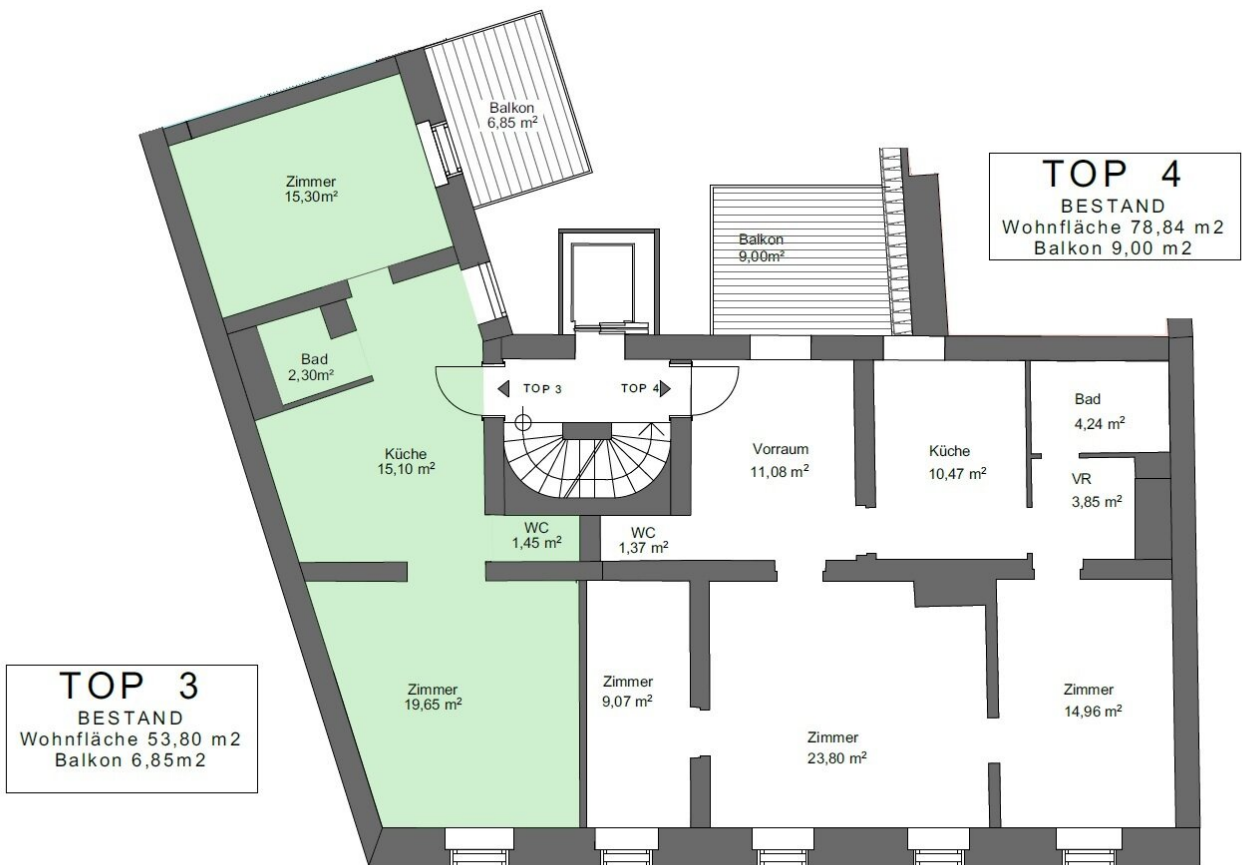 Balkon
6,85 m²
Zimmer
15,30m²
TOP 4
BESTAND
Wohnfläche 78,84 m2
Balkon 9,00 m2
Balkon
9,00m²
Bad
2,30m²
TOP 3
TOP 4
Bad
4,24 m²
Küche
15,10 m²
Vorraum
11,08 m²
Küche
10,47 m²
VR
3,85 m²
WC
1,45 m²
WC
1,37 m²
TOP 3
BESTAND
Wohnfläche 53,80 m2
Balkon 6,85m2
Zimmer
19,65 m²
Zimmer
9,07 m²
Zimmer
23,80 m²
Zimmer
14,96 m²